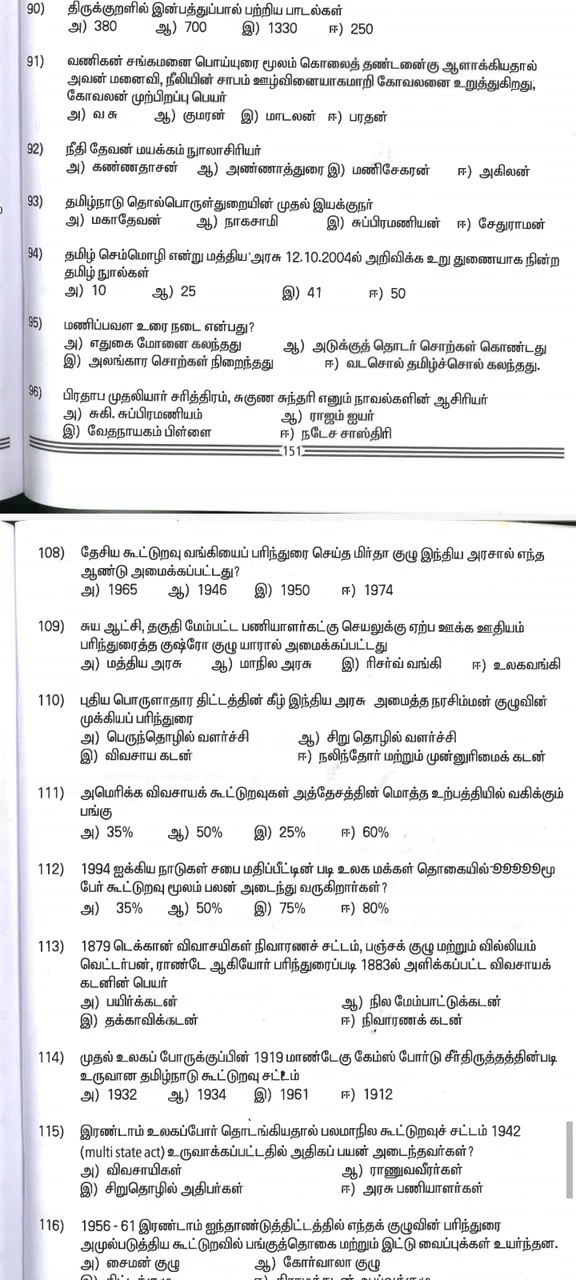 90) திருக்குறளில் இன்பத்துப்பால் பற்றிய பாடல்கள்
அ) 380 ஆ) 700 இ) 1330 ஈ) 250
91) வணிகன் சங்கமனை பொய்யுரை மூலம் கொலைத் தண்டனைகு ஆளாக்கியதால்
அவன் மனைவி, நீலியின் சாபம் ஊழ்வினையாகமாறி கோவலனை உறுத்துகிறது,
கோவலன் முற்பிறப்பு பெயர்
அ) வசு ஆ) குமரன் இ) மாடலன் ஈ) பரதன்
92) நீதி தேவன் மயக்கம் நூலாசிரியர்
அ) கண்ணதாசன் ஆ) அண்ணாத்துரை இ) மணிசேகரன் ஈ) அகிலன்
93) தமிழ்நாடு தொல்பொருள்துறையின் முதல் இயக்குநர்
அ) மகாதேவன் ஆ) நாகசாமி இ) சுப்பிரமணியன் ஈ) சேதுராமன்
94) தமிழ் செம்மொழி என்று மத்திய அரசு 12.10.2004ல் அறிவிக்க உறு துணையாக நின்ற
தமிழ் நூல்கள்
அ) 10 ஆ) 25 இ) 41 ஈ) 50
95) மணிப்பவள உரை நடை என்பது?
அ) எதுகை மோனை கலந்தது ஆ) அடுக்குத் தொடர் சொற்கள் கொண்டது
இ) அலங்கார சொற்கள் நிறைந்தது ஈ) வடசொல் தமிழ்ச்சொல் கலந்தது.
96) பிரதாப முதலியார் சரித்திரம், சுகுண சுந்தரி எனும் நாவல்களின் ஆசிரியர்
அ) சுகி. சுப்பிரமணியம் ஆ) ராஜம் ஐயர்
இ) வேதநாயகம் பிள்ளை ஈ) நடேச சாஸ்திரி
151
108) தேசிய கூட்டுறவு வங்கியைப் பரிந்துரை செய்த மிர்தா குழு இந்திய அரசால் எந்த
ஆண்டு அமைக்கப்பட்டது?
அ) 1965 ஆ) 1946 இ) 1950 ஈ) 1974
109) சுய ஆட்சி, தகுதி மேம்பட்ட பணியாளர்கட்கு செயலுக்கு ஏற்ப ஊக்க ஊதியம்
பரிந்துரைத்த குஷ்ரோ குழு யாரால் அமைக்கப்பட்டது
அ) மத்திய அரசு ஆ) மாநில அரசு இ) ரிசர்வ் வங்கி ஈ) உலகவங்கி
110) புதிய பொருளாதார திட்டத்தின் கீழ் இந்திய அரசு அமைத்த நரசிம்மன் குழுவின்
முக்கியப் பரிந்துரை
அ) பெருந்தொழில் வளர்ச்சி ஆ) சிறு தொழில் வளர்ச்சி
இ) விவசாய கடன் ஈ) நலிந்தோர் மற்றும் முன்னுரிமைக் கடன்
111) அமெரிக்க விவசாயக் கூட்டுறவுகள் அத்தேசத்தின் மொத்த உற்பத்தியில் வகிக்கும்
பங்கு
அ) 35% ஆ) 50% இ) 25% ஈ) 60%
112) 1994 ஐக்கிய நாடுகள் சபை மதிப்பீட்டின் படி உலக மக்கள் தொகையில்
பேர் கூட்டுறவு மூலம் பலன் அடைந்து வருகிறார்கள்?
அ) 35% ஆ) 50% இ) 75% ஈ) 80%
113) 1879 டெக்கான் விவாசயிகள் நிவாரணச் சட்டம், பஞ்சக் குழு மற்றும் வில்லியம்
வெட்டர்பன், ராண்டே ஆகியோர் பரிந்துரைப்படி 1883ல் அளிக்கப்பட்ட விவசாயக்
கடனின் பெயர்
அ) பயிர்க்கடன் ஆ) நில மேம்பாட்டுக்கடன்
இ) தக்காவிக்கடன் ஈ) நிவாரணக் கடன்
114) முதல் உலகப் போருக்குப்பின் 1919 மாண்டேகு கேம்ஸ் போர்டு சீர்திருத்தத்தின்படி
உருவான தமிழ்நாடு கூட்டுறவு சட்டம்
அ) 1932 ஆ) 1934 இ) 1961 ஈ) 1912
115) இரண்டாம் உலகப்போர் தொடங்கியதால் பலமாநில கூட்டுறவுச் சட்டம் 1942
(multi state act) உருவாக்கப்பட்டதில் அதிகப் பயன் அடைந்தவர்கள்?
அ) விவசாயிகள் ஆ) ராணுவவீரர்கள்
இ) சிறுதொழில் அதிபர்கள் ஈ) அரசு பணியாளர்கள்
116) 1956 - 61 இரண்டாம் ஐந்தாண்டுத்திட்டத்தில் எந்தக் குழுவின் பரிந்துரை
அமுல்படுத்திய கூட்டுறவில் பங்குத்தொகை மற்றும் இட்டு வைப்புக்கள் உயர்ந்தன.
அ) சைமன் குழு ஆ) கோர்வாலா குழு